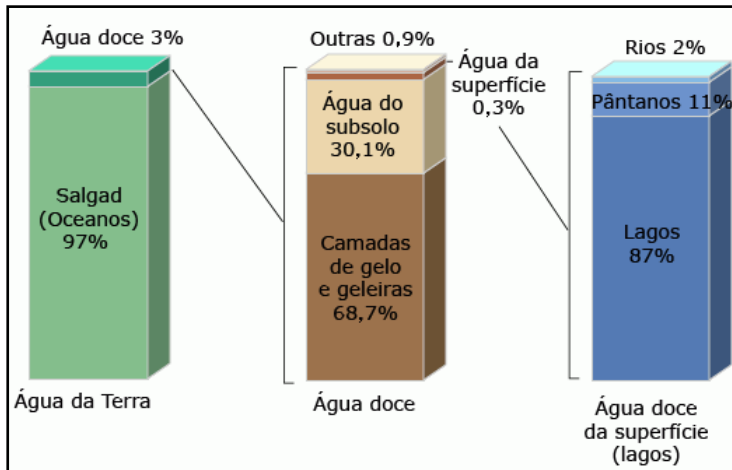 Água doce 3%
Salgad
(Oceanos)
97%
Água da Terra
Outras 0,9%
Água da
superfície
0,3%
Água do
subsolo
30,1%
Camadas
de gelo
e geleiras
68,7%
Água doce
Rios 2%
Pântanos 11%
Lagos
87%
Água doce
da superfície
(lagos)